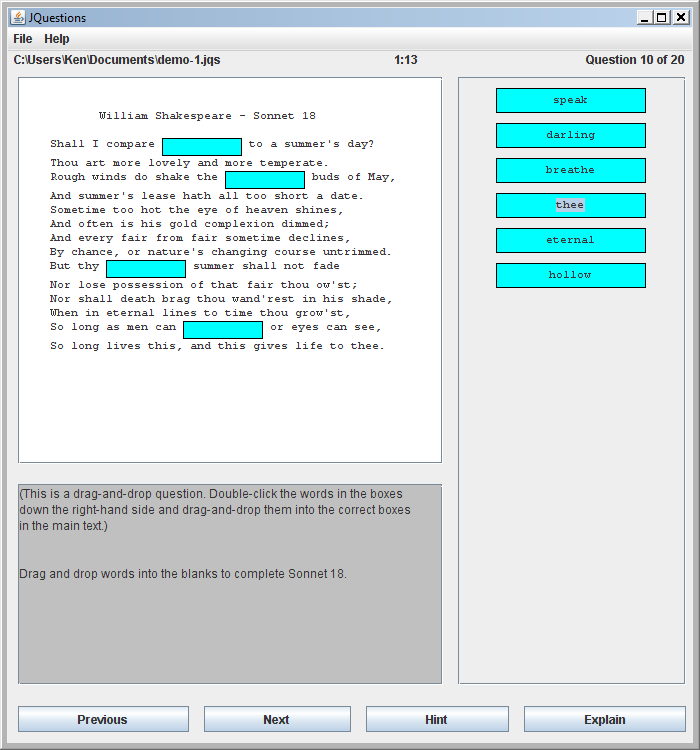 JQuestions
File Help
C:\Users\Ken\Documents\demo-1.jqs 1:13 Question 10 of 20
William Shakespeare - Sonnet 18
Shall I compare to a summer's day?
Thou art more lovely and more temperate.
Rough winds do shake the buds of May,
And summer's lease hath all too short a date.
Sometime too hot the eye of heaven shines,
And often is his gold complexion dimmed;
And every fair from fair sometime declines,
By chance, or nature's changing course untrimmed.
But thy summer shall not fade
Nor lose possession of that fair thou ow'st;
Nor shall death brag thou wand'rest in his shade,
When in eternal lines to time thou grow'st,
So long as men can or eyes can see,
So long lives this, and this gives life to thee.
speak
darling
breathe
thee
eternal
hollow
(This is a drag-and-drop question. Double-click the words in the boxes
down the right-hand side and drag-and-drop them into the correct boxes
in the main text.)
Drag and drop words into the blanks to complete Sonnet 18.
Previous Next Hint Explain